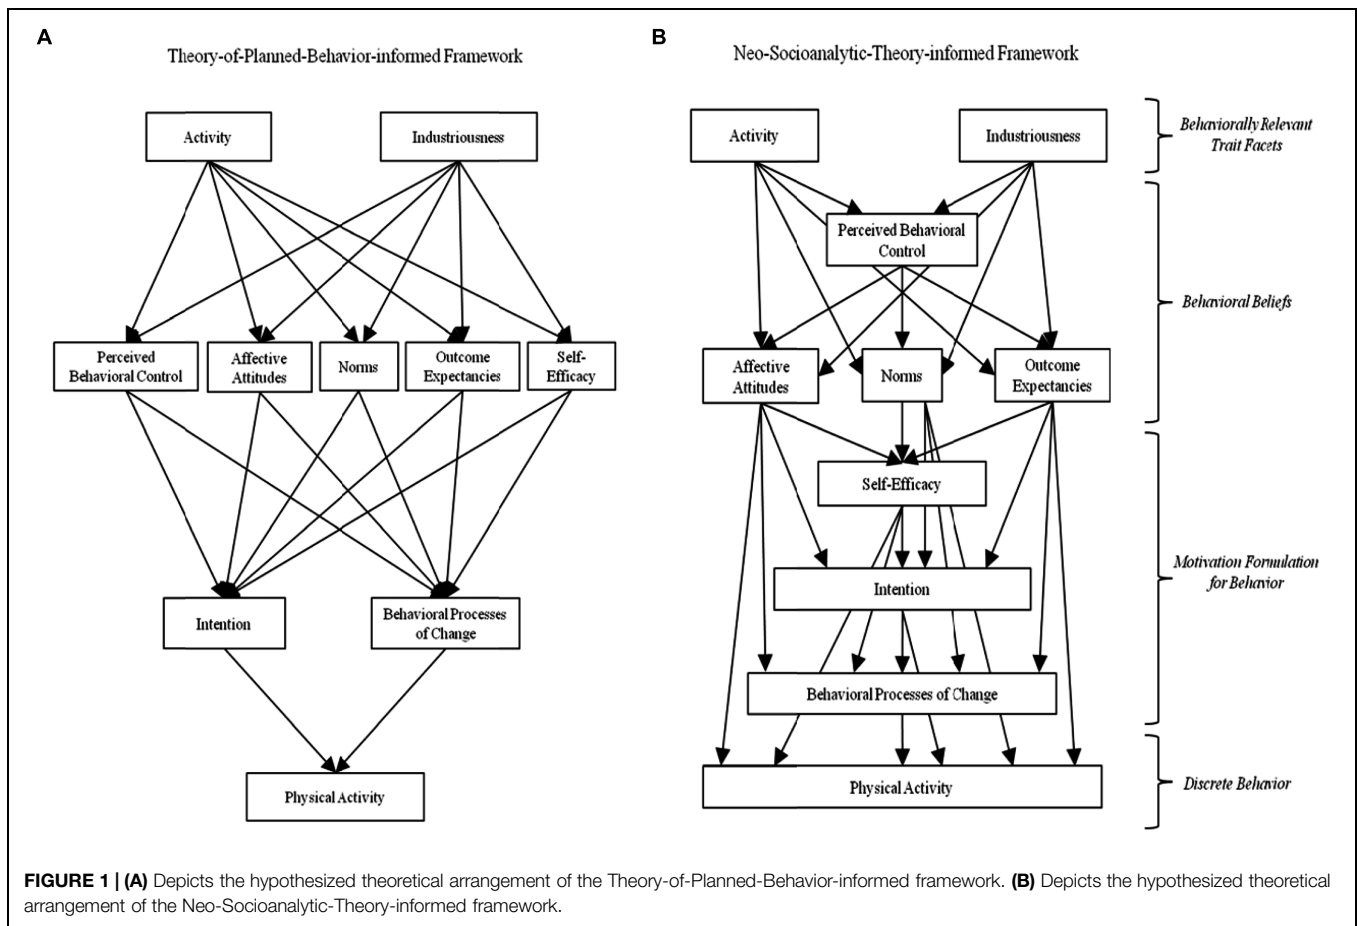 A
Theory-of-Planned-Behavior-informed Framework
Activity
Industriousness
Perceived
Behavioral Control
Affective
Attitudes
Norms
Outcome
Expectancies
Self-
Efficacy
Intention
Behavioral Processes
of Change
Physical Activity
B
Neo-Socioanalytic-Theory-informed Framework
Activity
Industriousness
Behaviorally Relevant
Trait Facets
Perceived Behavioral
Control
Behavioral Beliefs
Affective
Attitudes
Norms
Outcome
Expectancies
Self-Efficacy
Intention
Motivation Formulation
for Behavior
Behavioral Processes of Change
Physical Activity
Discrete Behavior
FIGURE 1 | (A) Depicts the hypothesized theoretical arrangement of the Theory-of-Planned-Behavior-informed framework. (B) Depicts the hypothesized theoretical
arrangement of the Neo-Socioanalytic-Theory-informed framework.